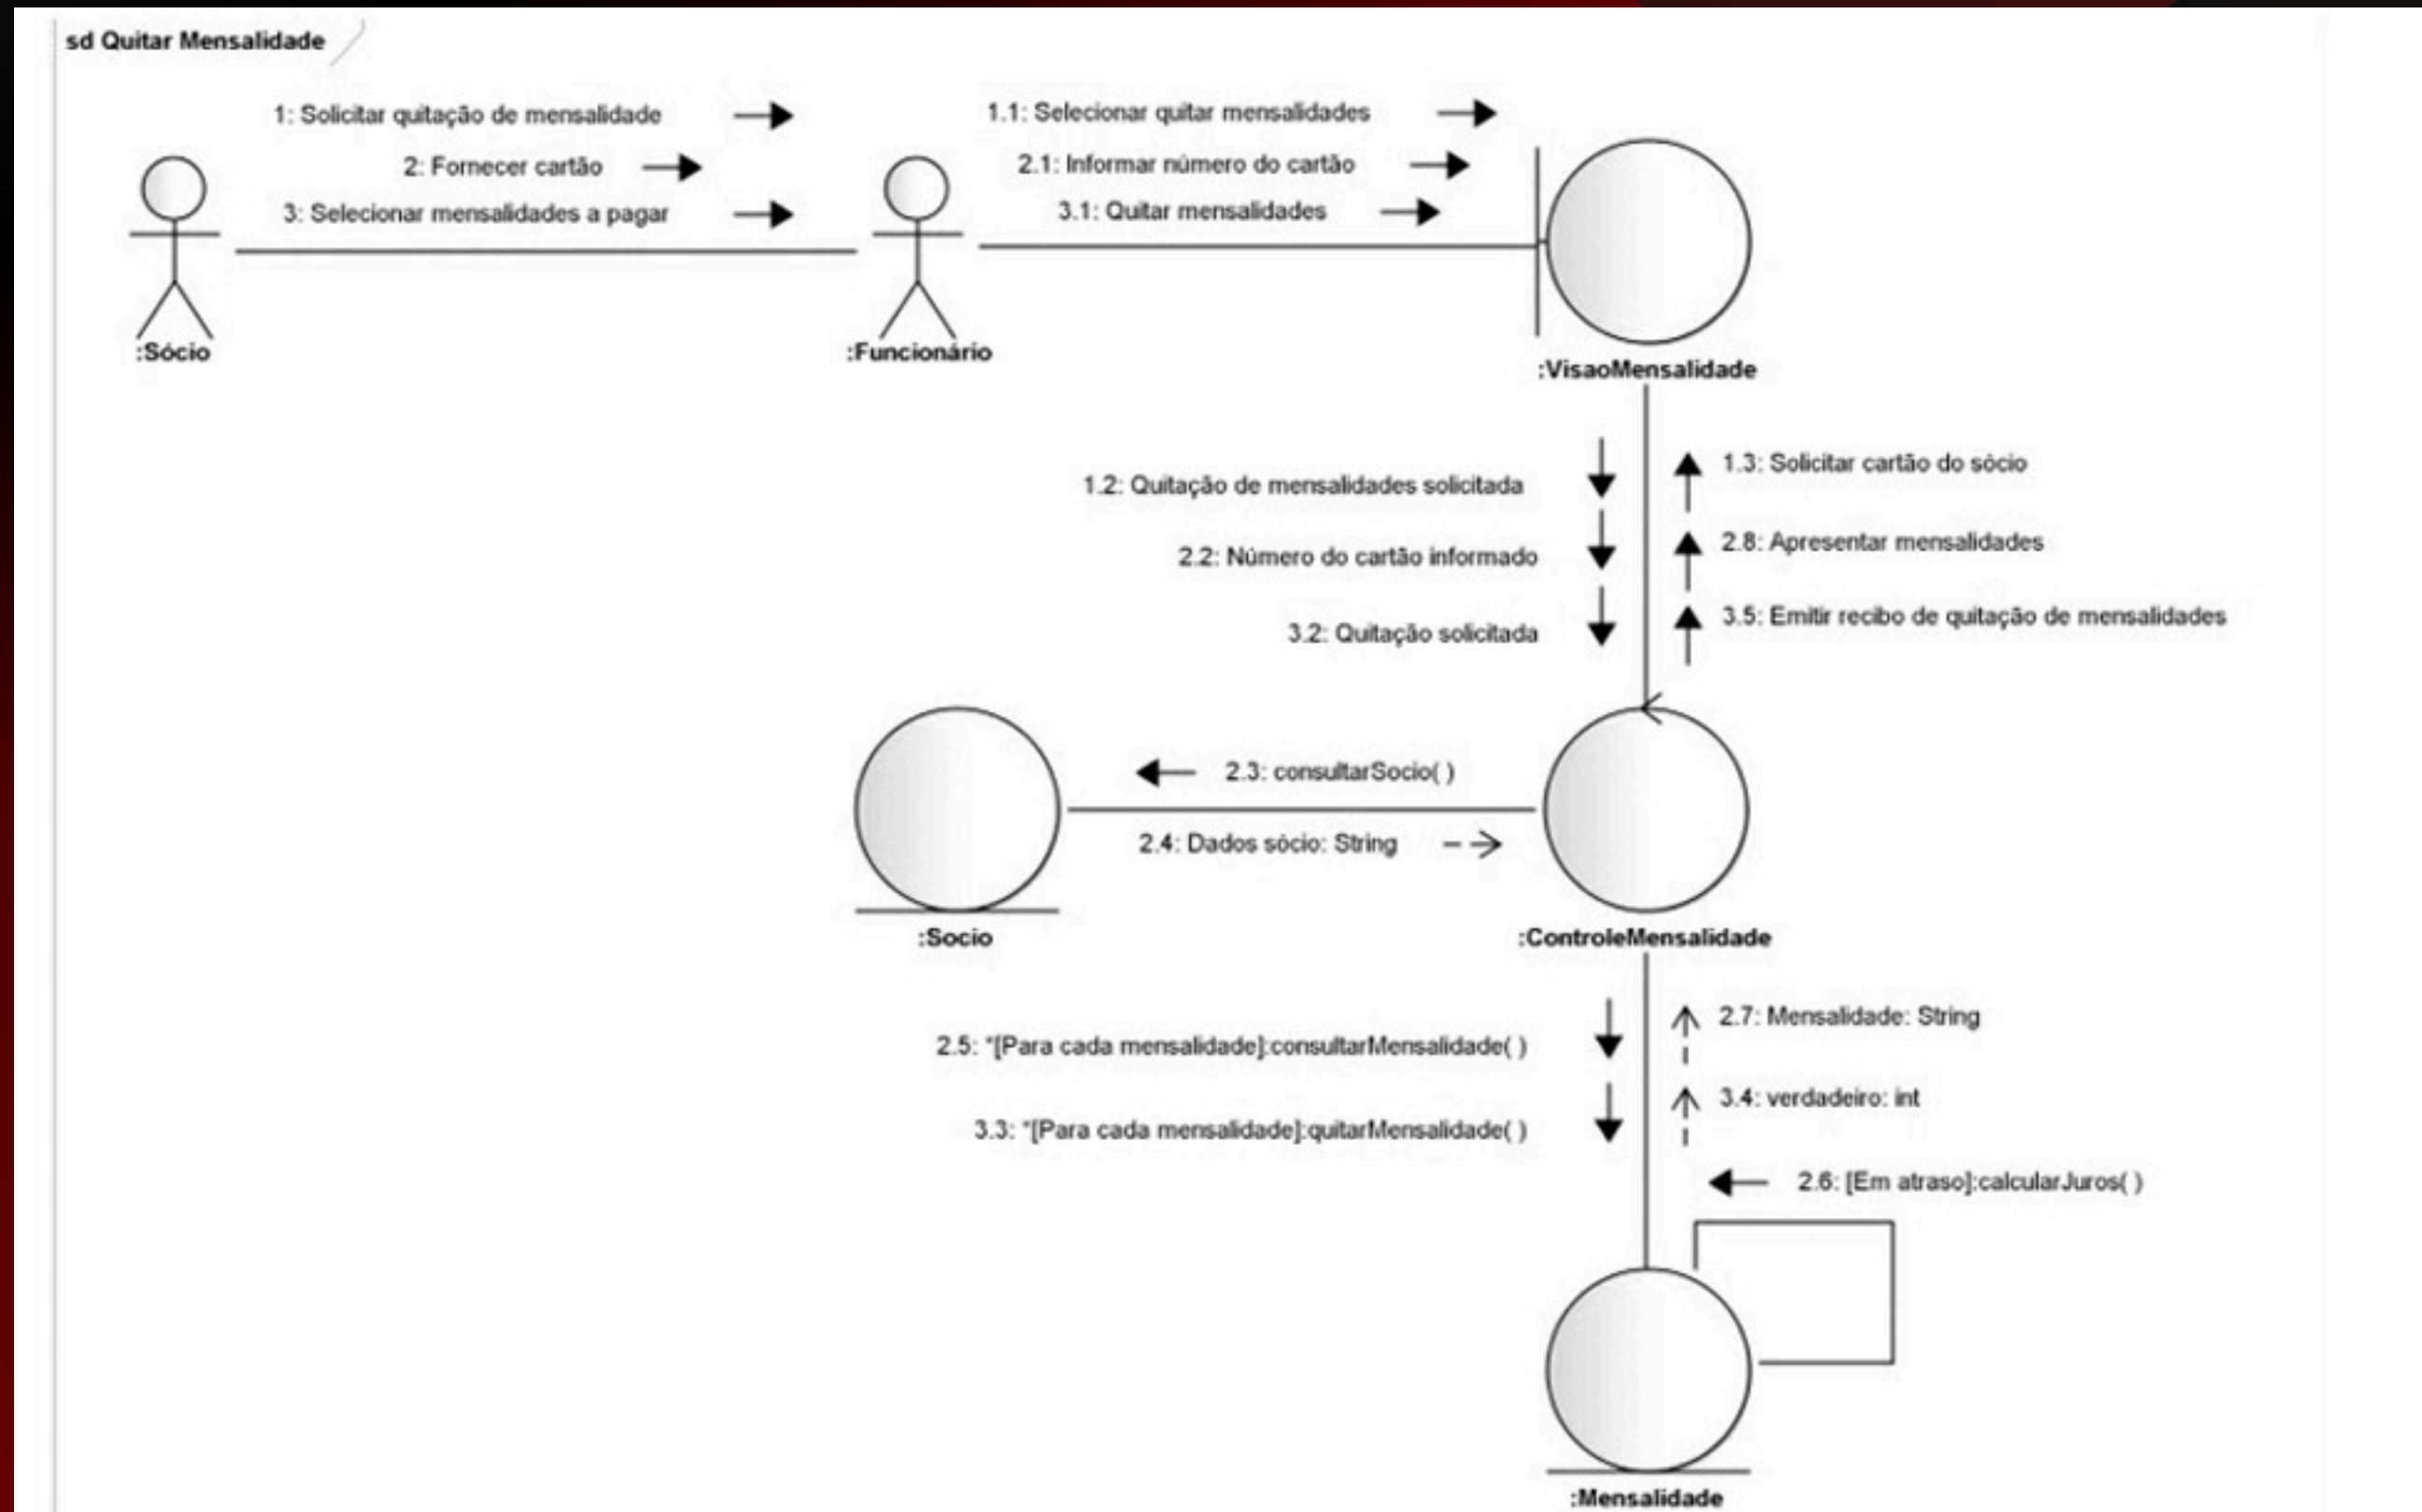 sd Quitar Mensalidade
1: Solicitar quitação de mensalidade
2: Fornecer cartão
3: Selecionar mensalidades a pagar
1.1: Selecionar quitar mensalidades
2.1: Informar número do cartão
3.1: Quitar mensalidades
:Sócio
:Funcionário
:VisaoMensalidade
1.2: Quitação de mensalidades solicitada
2.2: Número do cartão informado
3.2: Quitação solicitada
1.3: Solicitar cartão do sócio
2.8: Apresentar mensalidades
3.5: Emitir recibo de quitação de mensalidades
2.3: consultarSocio( )
2.4: Dados sócio: String
:Socio
:ControleMensalidade
2.5: *[Para cada mensalidade]:consultarMensalidade( )
3.3: *[Para cada mensalidade]:quitarMensalidade( )
2.7: Mensalidade: String
3.4: verdadeiro: int
2.6: [Em atraso]:calcularJuros( )
:Mensalidade